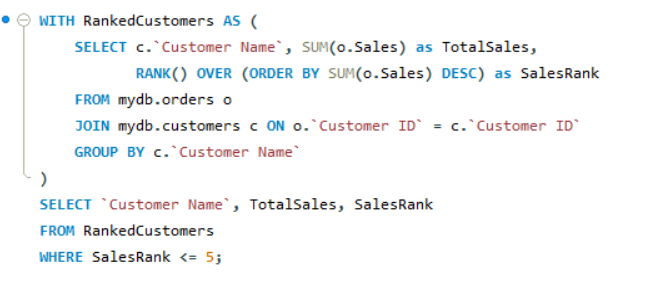 WITH RankedCustomers AS (
    SELECT c.`Customer Name`, SUM(o.Sales) as TotalSales,
           RANK() OVER (ORDER BY SUM(o.Sales) DESC) as SalesRank
    FROM mydb.orders o
    JOIN mydb.customers c ON o.`Customer ID` = c.`Customer ID`
    GROUP BY c.`Customer Name`
)
SELECT `Customer Name`, TotalSales, SalesRank
FROM RankedCustomers
WHERE SalesRank <= 5;